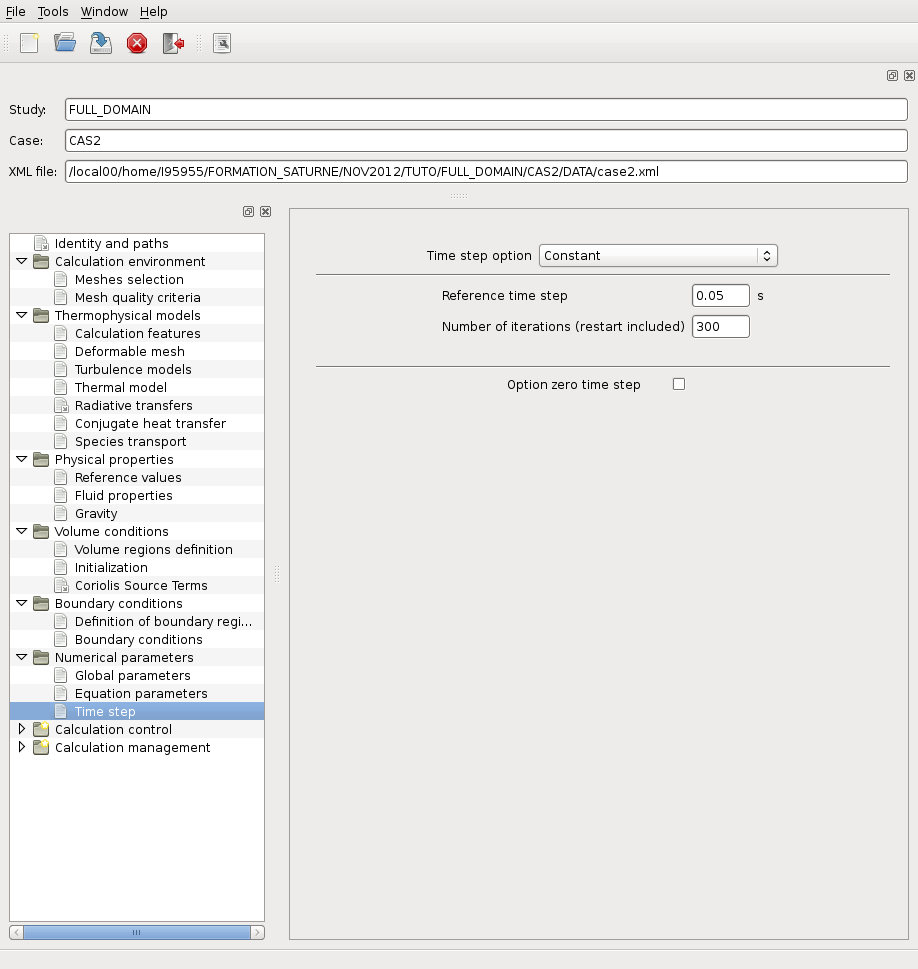 File Tools Window Help
Study: FULL_DOMAIN
Case: CAS2
XML file: /local00/home/I95955/FORMATION_SATURNE/NOV2012/TUTO/FULL_DOMAIN/CAS2/DATA/case2.xml
Identity and paths
Calculation environment
Meshes selection
Mesh quality criteria
Thermophysical models
Calculation features
Deformable mesh
Turbulence models
Thermal model
Radiative transfers
Conjugate heat transfer
Species transport
Physical properties
Reference values
Fluid properties
Gravity
Volume conditions
Volume regions definition
Initialization
Coriolis Source Terms
Boundary conditions
Definition of boundary regi...
Boundary conditions
Numerical parameters
Global parameters
Equation parameters
Time step
Calculation control
Calculation management
Time step option Constant
Reference time step 0.05 s
Number of iterations (restart included) 300
Option zero time step